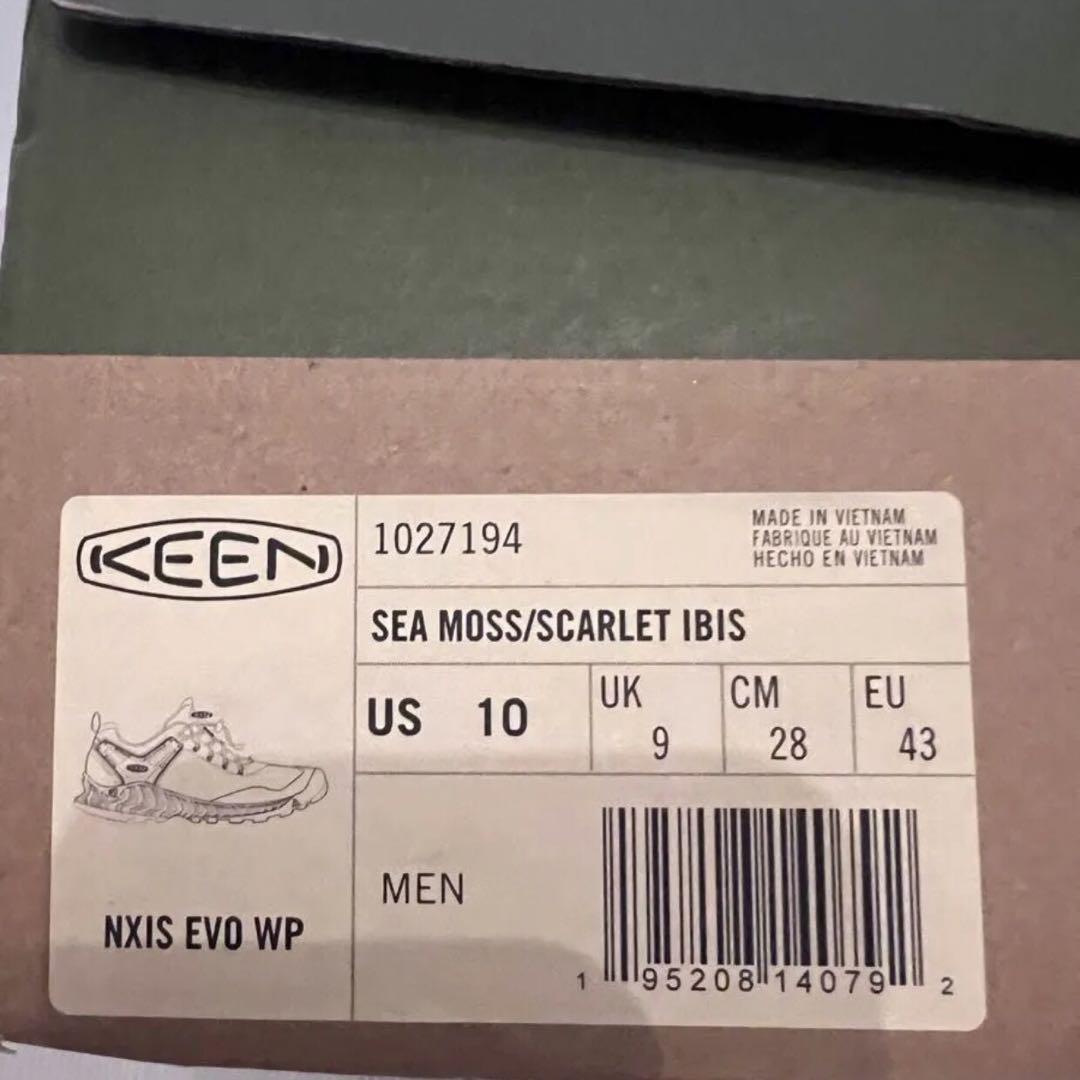 KEEN
1027194
MADE IN VIETNAM
FABRIQUE AU VIETNAM
HECHO EN VIETNAM
SEA MOSS/SCARLET IBIS
US 10
UK 9
CM 28
EU 43
MEN
NXIS EVO WP
1 95208 14079 2